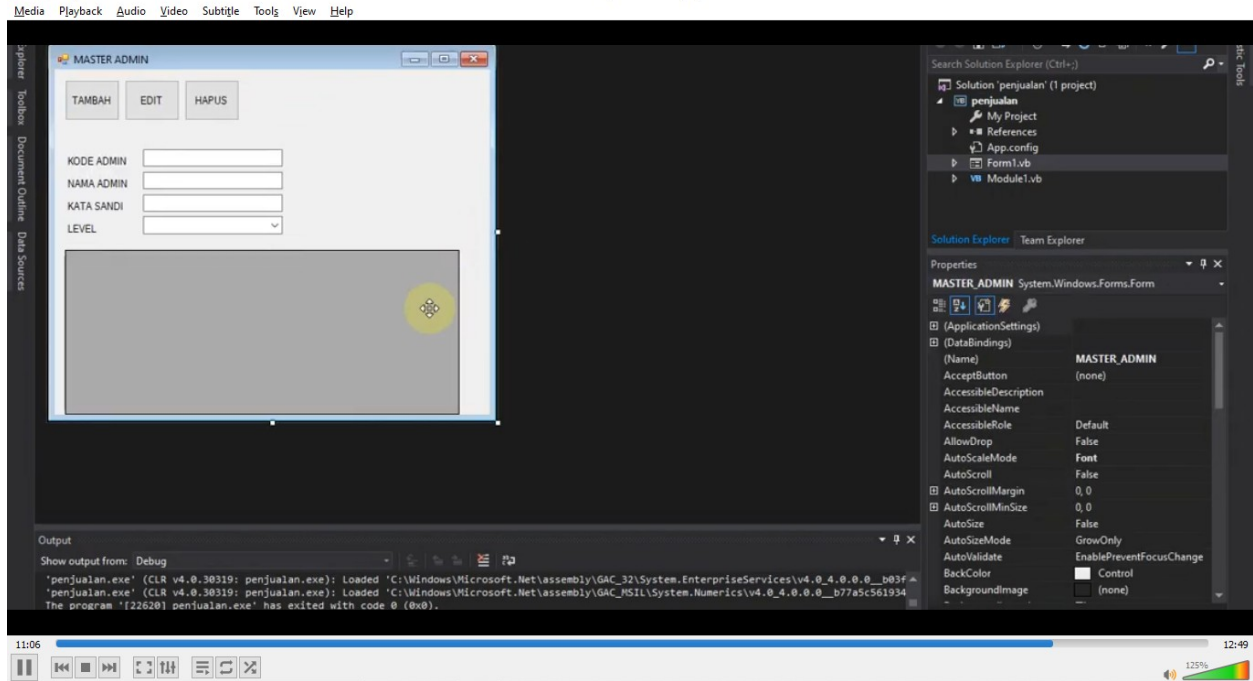 Media Playback Audio Video Subtitle Tools View Help
MASTER ADMIN
TAMBAH EDIT HAPUS
KODE ADMIN
NAMA ADMIN
KATA SANDI
LEVEL
Toolbox
Document Outline
Data Sources
Search Solution Explorer (Ctrl+;)
Solution 'penjualan' (1 project)
penjualan
My Project
References
App.config
Form1.vb
Module1.vb
Solution Explorer Team Explorer
Properties
MASTER_ADMIN System.Windows.Forms.Form
(ApplicationSettings)
(DataBindings)
(Name) MASTER_ADMIN
AcceptButton (none)
AccessibleDescription
AccessibleName
AccessibleRole Default
AllowDrop False
AutoScaleMode Font
AutoScroll False
AutoScrollMargin 0, 0
AutoScrollMinSize 0, 0
AutoSize False
AutoSizeMode GrowOnly
AutoValidate EnablePreventFocusChange
BackColor Control
BackgroundImage (none)
Output
Show output from: Debug
'penjualan.exe' (CLR v4.0.30319: penjualan.exe): Loaded 'C:\Windows\Microsoft.Net\assembly\GAC_32\System.EnterpriseServices\v4.0_4.0.0.0__b03f
'penjualan.exe' (CLR v4.0.30319: penjualan.exe): Loaded 'C:\Windows\Microsoft.Net\assembly\GAC_MSIL\System.Numerics\v4.0_4.0.0.0__b77a5c561934
The program '[22620] penjualan.exe' has exited with code 0 (0x0).
11:06 12:49
125%